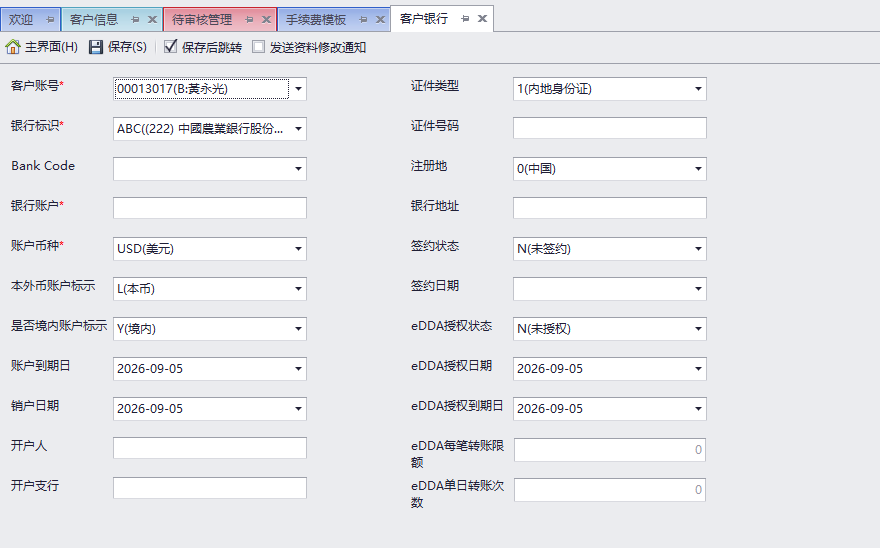 欢迎 客户信息 待审核管理 手续费模板 客户银行
主界面(H) 保存(S) 保存后跳转 发送资料修改通知
客户账号* 00013017(B:黃永光) 证件类型 1(内地身份证)
银行标识* ABC((222) 中國農業銀行股份... 证件号码
Bank Code 注册地 0(中国)
银行账户* 银行地址
账户币种* USD(美元) 签约状态 N(未签约)
本外币账户标示 L(本币) 签约日期
是否境内账户标示 Y(境内) eDDA授权状态 N(未授权)
账户到期日 2026-09-05 eDDA授权日期 2026-09-05
销户日期 2026-09-05 eDDA授权到期日 2026-09-05
开户人 eDDA每笔转账限额 0
开户支行 eDDA单日转账次数 0